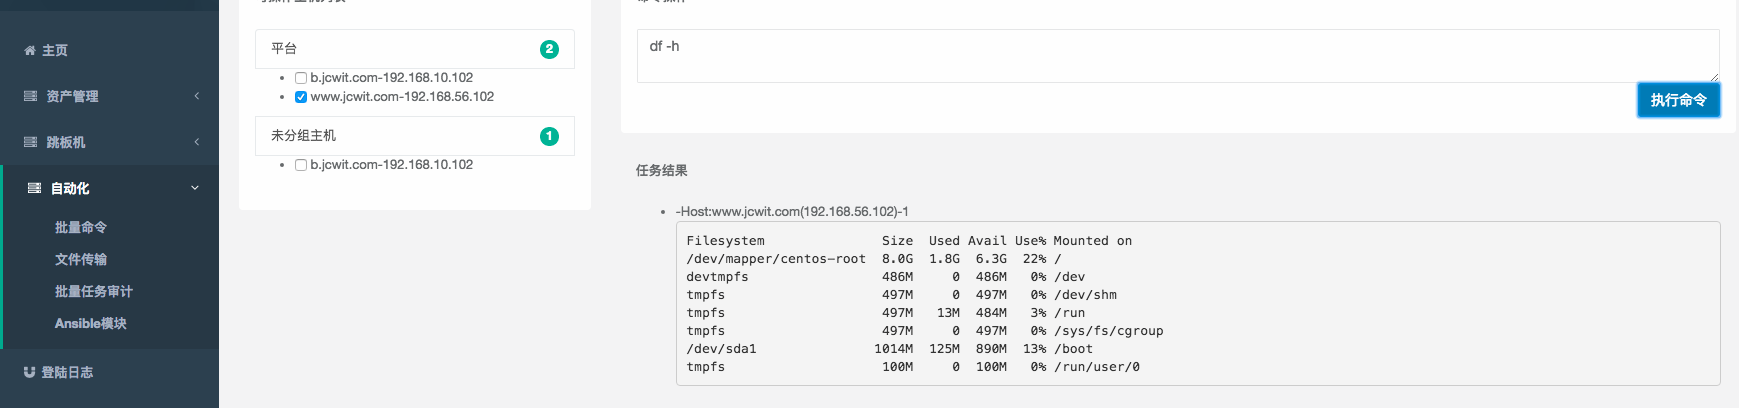 主页
资产管理
跳板机
自动化
批量命令
文件传输
批量任务审计
Ansible模块
登陆日志
平台 2
b.jcwit.com-192.168.10.102
www.jcwit.com-192.168.56.102
未分组主机 1
b.jcwit.com-192.168.10.102
df -h
执行命令
任务结果
-Host:www.jcwit.com(192.168.56.102)-1
Filesystem Size Used Avail Use% Mounted on
/dev/mapper/centos-root 8.0G 1.8G 6.3G 22% /
devtmpfs 486M 0 486M 0% /dev
tmpfs 497M 0 497M 0% /dev/shm
tmpfs 497M 13M 484M 3% /run
tmpfs 497M 0 497M 0% /sys/fs/cgroup
/dev/sda1 1014M 125M 890M 13% /boot
tmpfs 100M 0 100M 0% /run/user/0